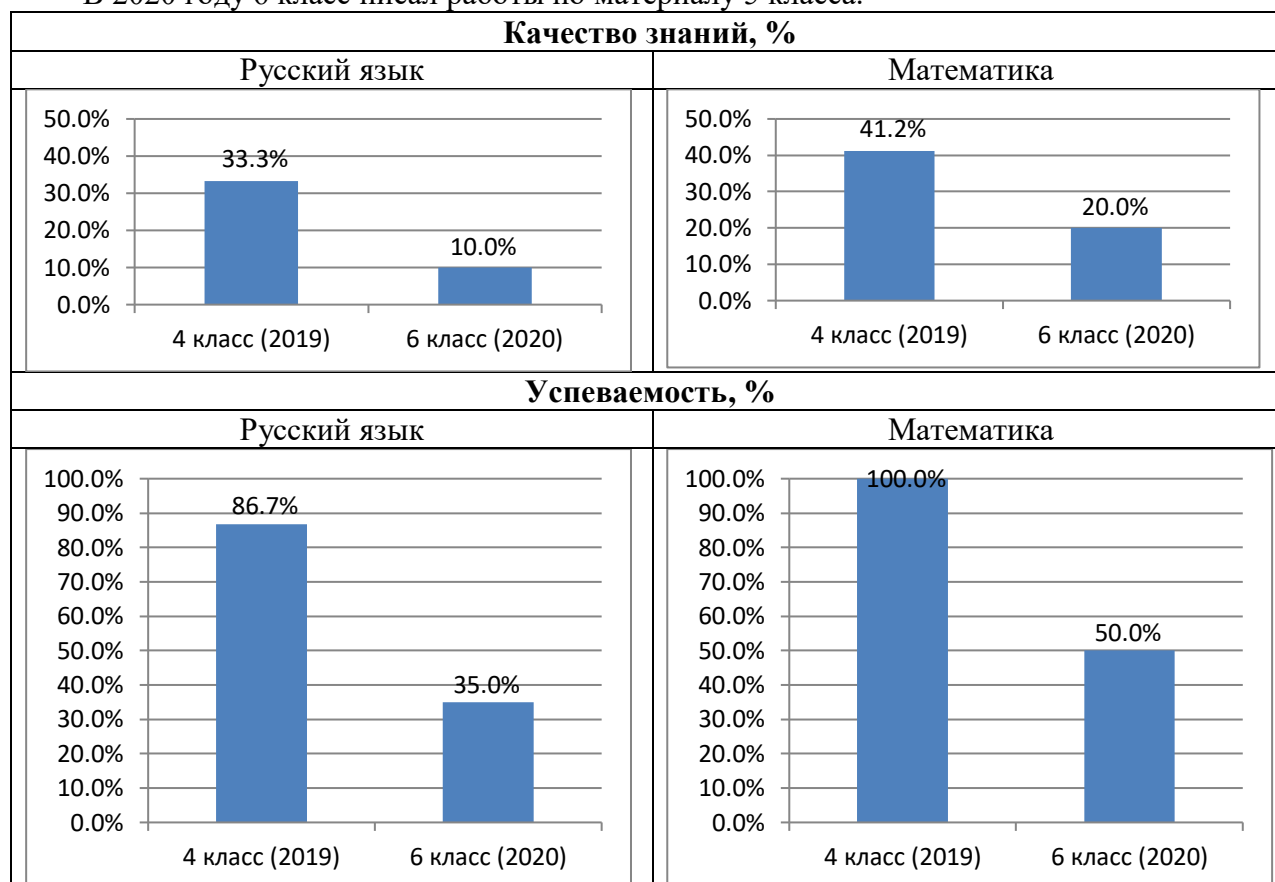 В 2020 году 6 класс писал работы по материалу 5 класса.
Качество знаний, %
Русский язык
Математика
50.0%
40.0%
30.0%
20.0%
10.0%
0.0%
33.3%
10.0%
4 класс (2019)
6 класс (2020)
50.0%
40.0%
30.0%
20.0%
10.0%
0.0%
41.2%
20.0%
4 класс (2019)
6 класс (2020)
Успеваемость, %
Русский язык
Математика
100.0%
90.0%
80.0%
70.0%
60.0%
50.0%
40.0%
30.0%
20.0%
10.0%
0.0%
86.7%
35.0%
4 класс (2019)
6 класс (2020)
100.0%
90.0%
80.0%
70.0%
60.0%
50.0%
40.0%
30.0%
20.0%
10.0%
0.0%
100.0%
50.0%
4 класс (2019)
6 класс (2020)